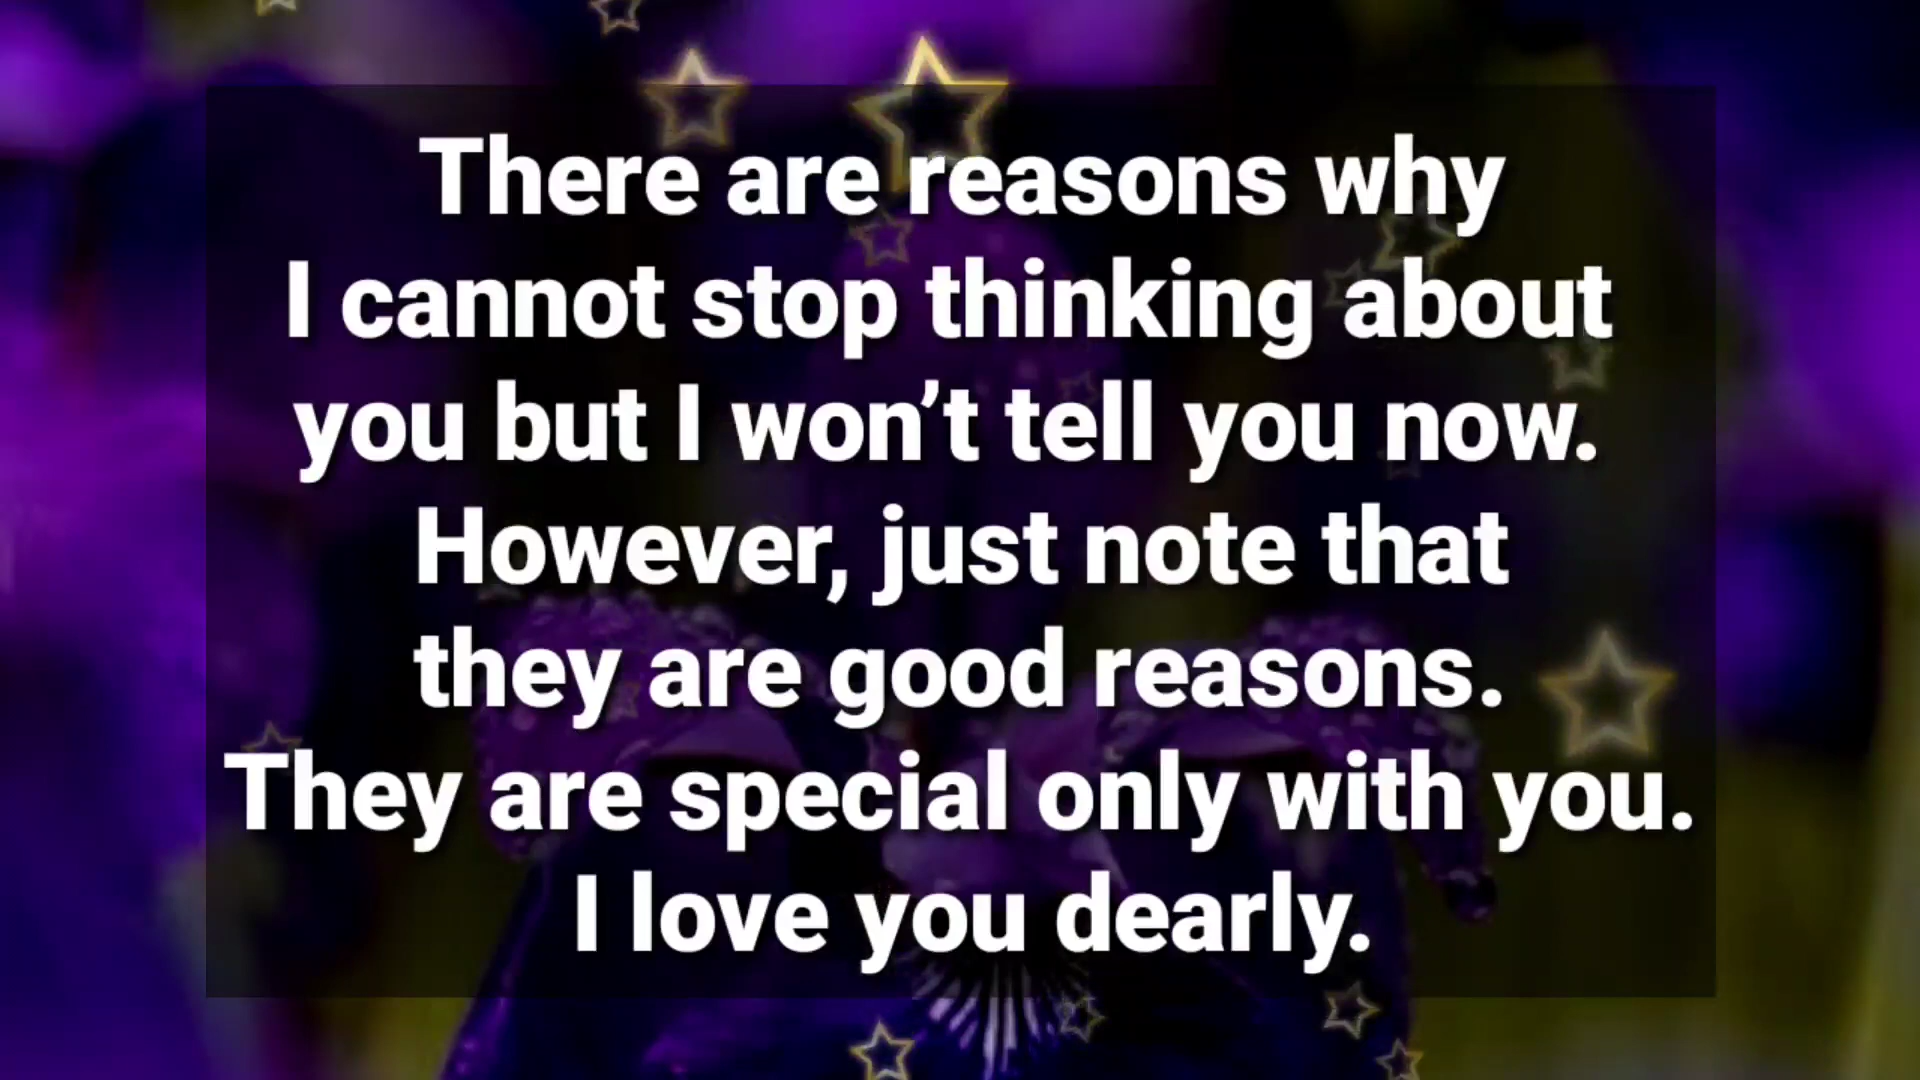 There are reasons why
I cannot stop thinking about
you but I won’t tell you now.
However, just note that
they are good reasons.
They are special only with you.
I love you dearly.